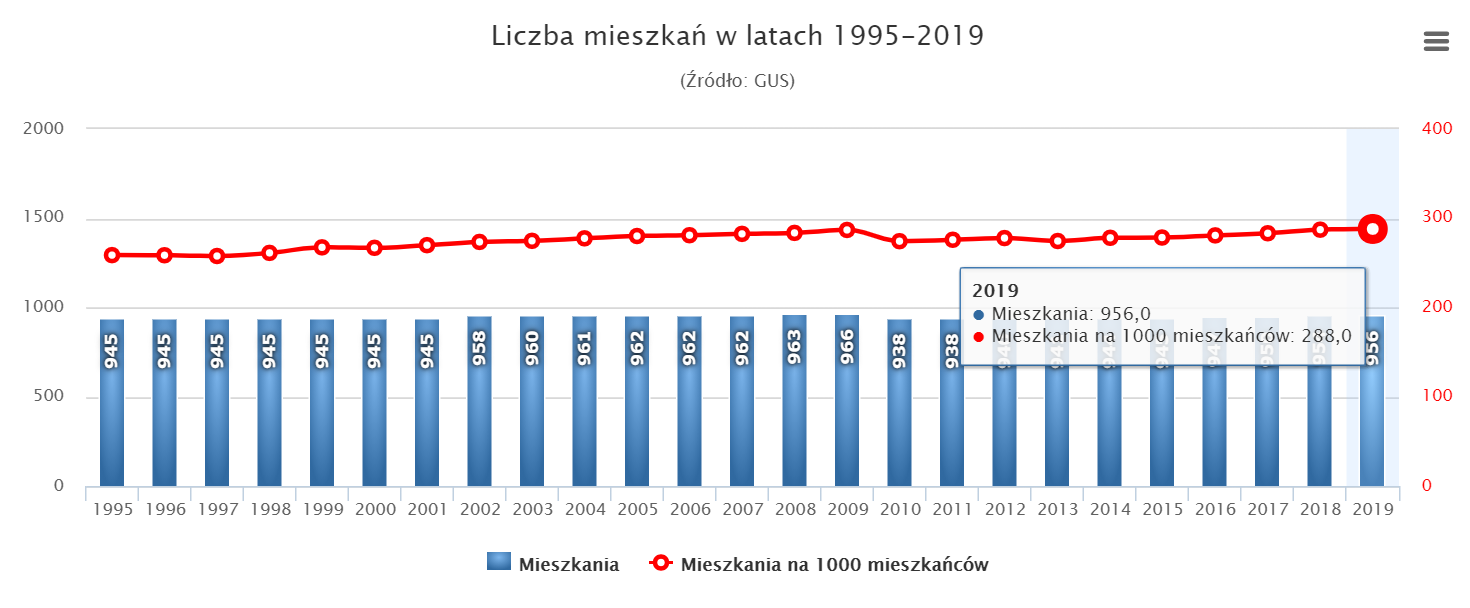 Liczba mieszkań w latach 1995–2019
(Źródło: GUS)
2000 400
1500 300
1000 200
500 100
0 0
945 945 945 945 945 945 945 958 960 961 962 962 962 963 966 938 938 956
2019
Mieszkania: 956,0
Mieszkania na 1000 mieszkańców: 288,0
1995 1996 1997 1998 1999 2000 2001 2002 2003 2004 2005 2006 2007 2008 2009 2010 2011 2012 2013 2014 2015 2016 2017 2018 2019
Mieszkania Mieszkania na 1000 mieszkańców